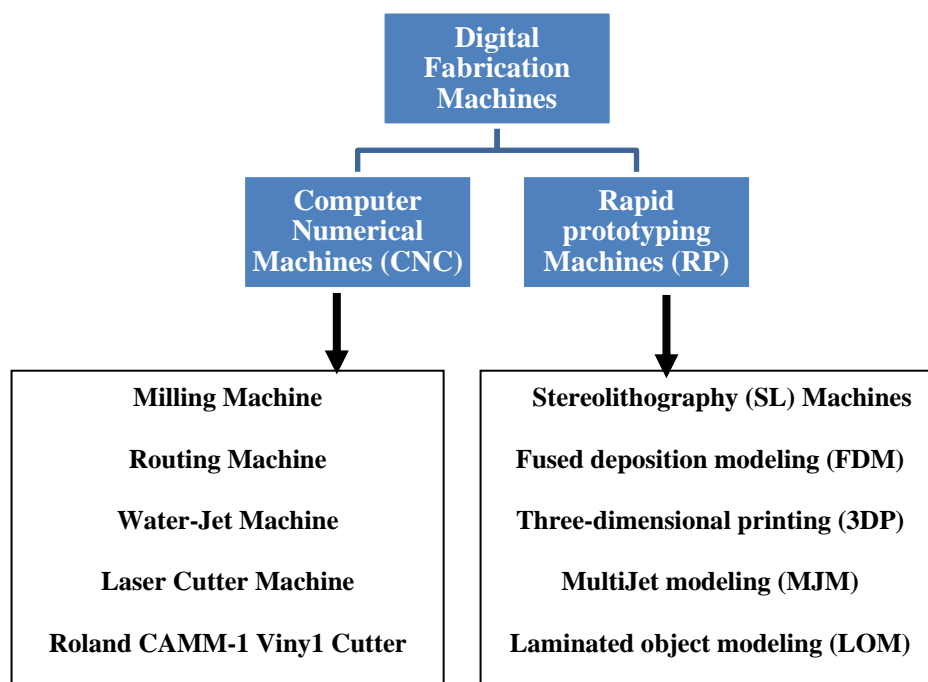 Digital
Fabrication
Machines
Computer
Numerical
Machines (CNC)
Rapid
prototyping
Machines (RP)
Milling Machine
Routing Machine
Water-Jet Machine
Laser Cutter Machine
Roland CAMM-1 Viny1 Cutter
Stereolithography (SL) Machines
Fused deposition modeling (FDM)
Three-dimensional printing (3DP)
MultiJet modeling (MJM)
Laminated object modeling (LOM)